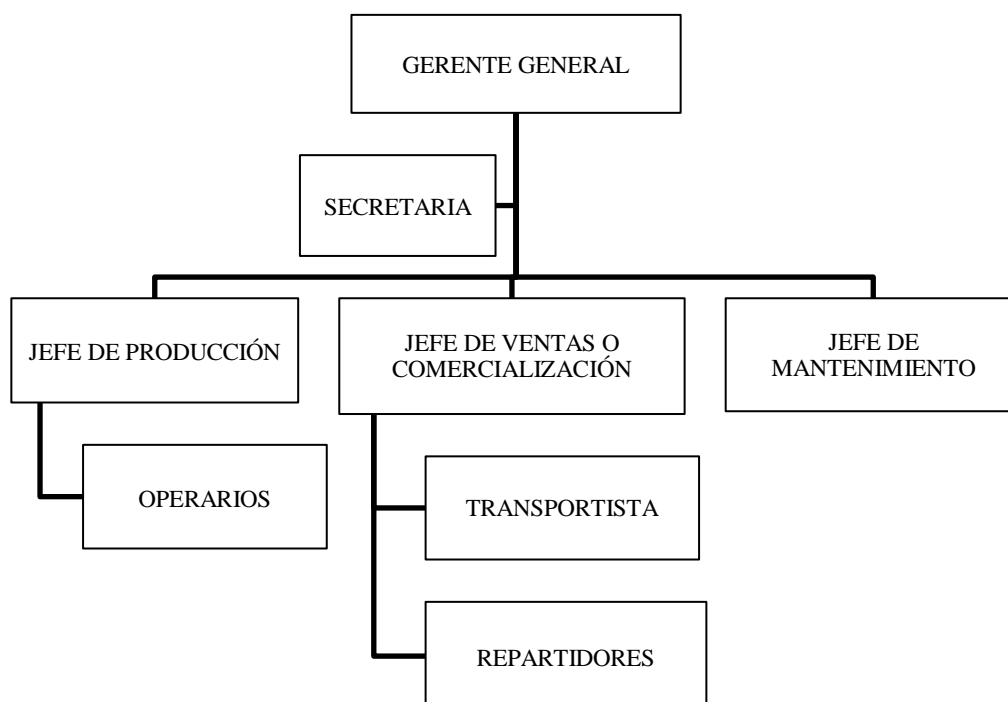 GERENTE GENERAL
SECRETARIA
JEFE DE PRODUCCIÓN
JEFE DE VENTAS O
COMERCIALIZACIÓN
JEFE DE
MANTENIMIENTO
OPERARIOS
TRANSPORTISTA
REPARTIDORES